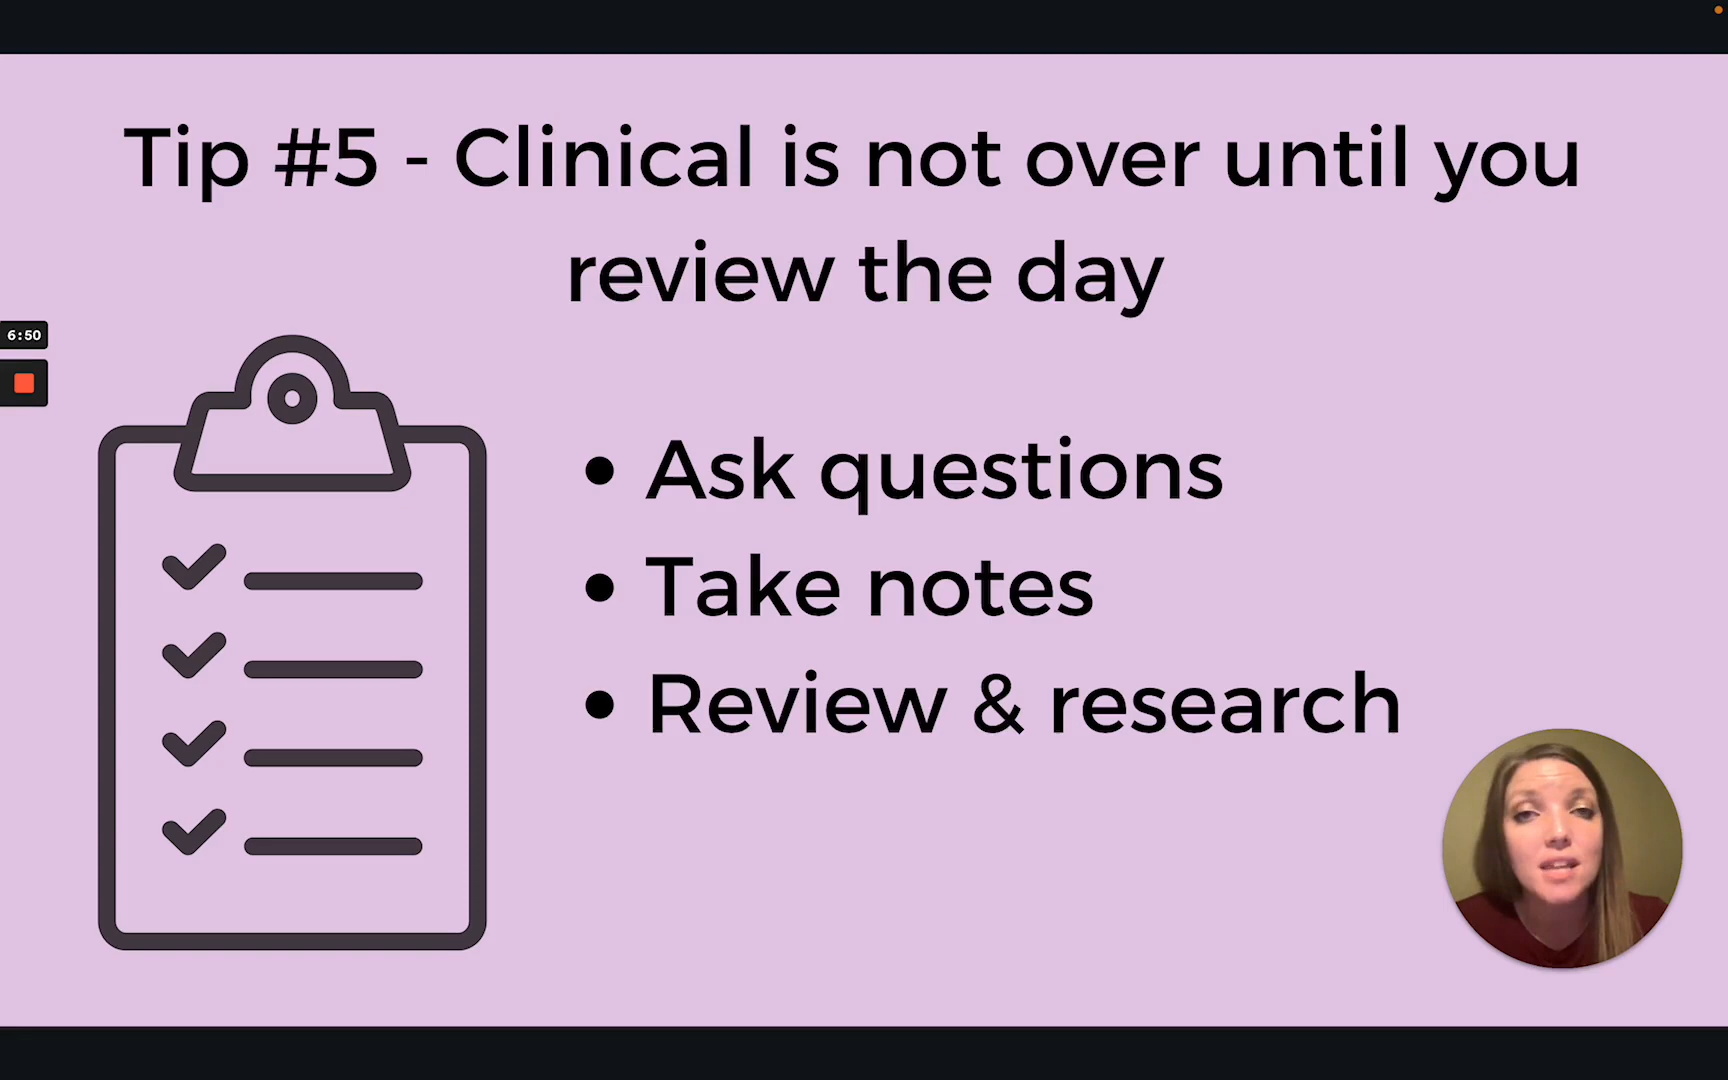 Tip #5 - Clinical is not over until you
review the day
6:50
• Ask questions
• Take notes
• Review & research